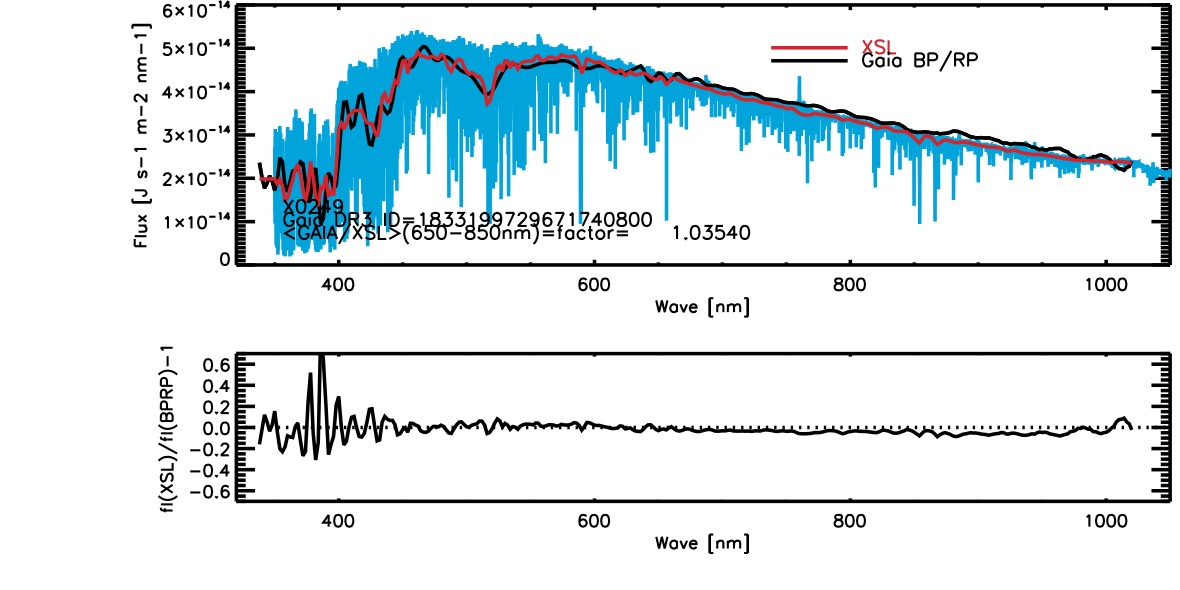 6×10−14
5×10−14
4×10−14
3×10−14
2×10−14
1×10−14
0
Flux [J s−1 m−2 nm−1]
XSL
Gaia BP/RP
X0249
Gaia DR3 ID=1833199729671740800
<GAIA/XSL>(650−850nm)=factor= 1.03540
400 600 800 1000
Wave [nm]
fl(XSL)/fl(BPRP)−1
0.6
0.4
0.2
0.0
−0.2
−0.4
−0.6
400 600 800 1000
Wave [nm]